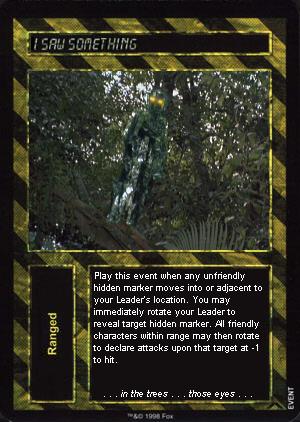 I SAW SOMETHING
Play this event when any unfriendly
hidden marker moves into or adjacent to
your Leader's location. You may
immediately rotate your Leader to
reveal target hidden marker. All friendly
characters within range may then rotate
to declare attacks upon that target at -1
to hit.
Ranged
. . . in the trees . . . those eyes . . .
EVENT
™&© 1998 Fox